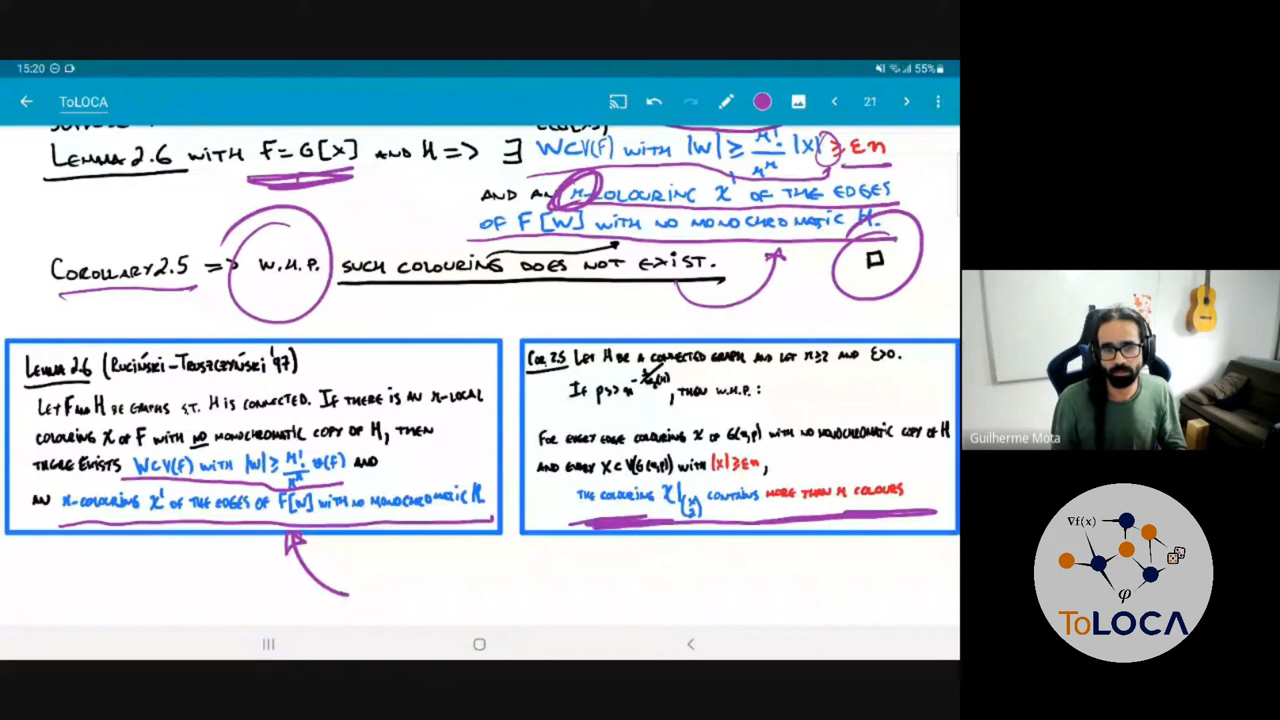 15:20 55%
ToLOCA 21
LEMMA 2.6 WITH F=G[X] AND H => ∃ W⊂V(F) WITH |W| ≥ r!/r^r |X| ≥ εn
AND AN r-COLOURING χ' OF THE EDGES
OF F[W] WITH NO MONOCHROMATIC H.
COROLLARY 2.5 => W.H.P. SUCH COLOURING DOES NOT EXIST. □
LEMMA 2.6 (RUCIŃSKI-TRUSZCZYŃSKI '97)
LET F AND H BE GRAPHS S.T. H IS CONNECTED. IF THERE IS AN r-LOCAL
COLOURING χ OF F WITH NO MONOCHROMATIC COPY OF H, THEN
THERE EXISTS W⊂V(F) WITH |W| ≥ r!/r^r v(F) AND
AN r-COLOURING χ' OF THE EDGES OF F[W] WITH NO MONOCHROMATIC H.
COR 2.5 LET H BE A CONNECTED GRAPH AND LET r≥2 AND ε>0.
IF p>> n , THEN W.H.P.:
FOR EVERY EDGE COLOURING χ OF G(n,p) WITH NO MONOCHROMATIC COPY OF H
AND EVERY X⊂V(G(n,p)) WITH |X| ≥ εn,
THE COLOURING χ| CONTAINS MORE THAN r COLOURS
Guilherme Mota
∇f(x)
φ
ToLOCA